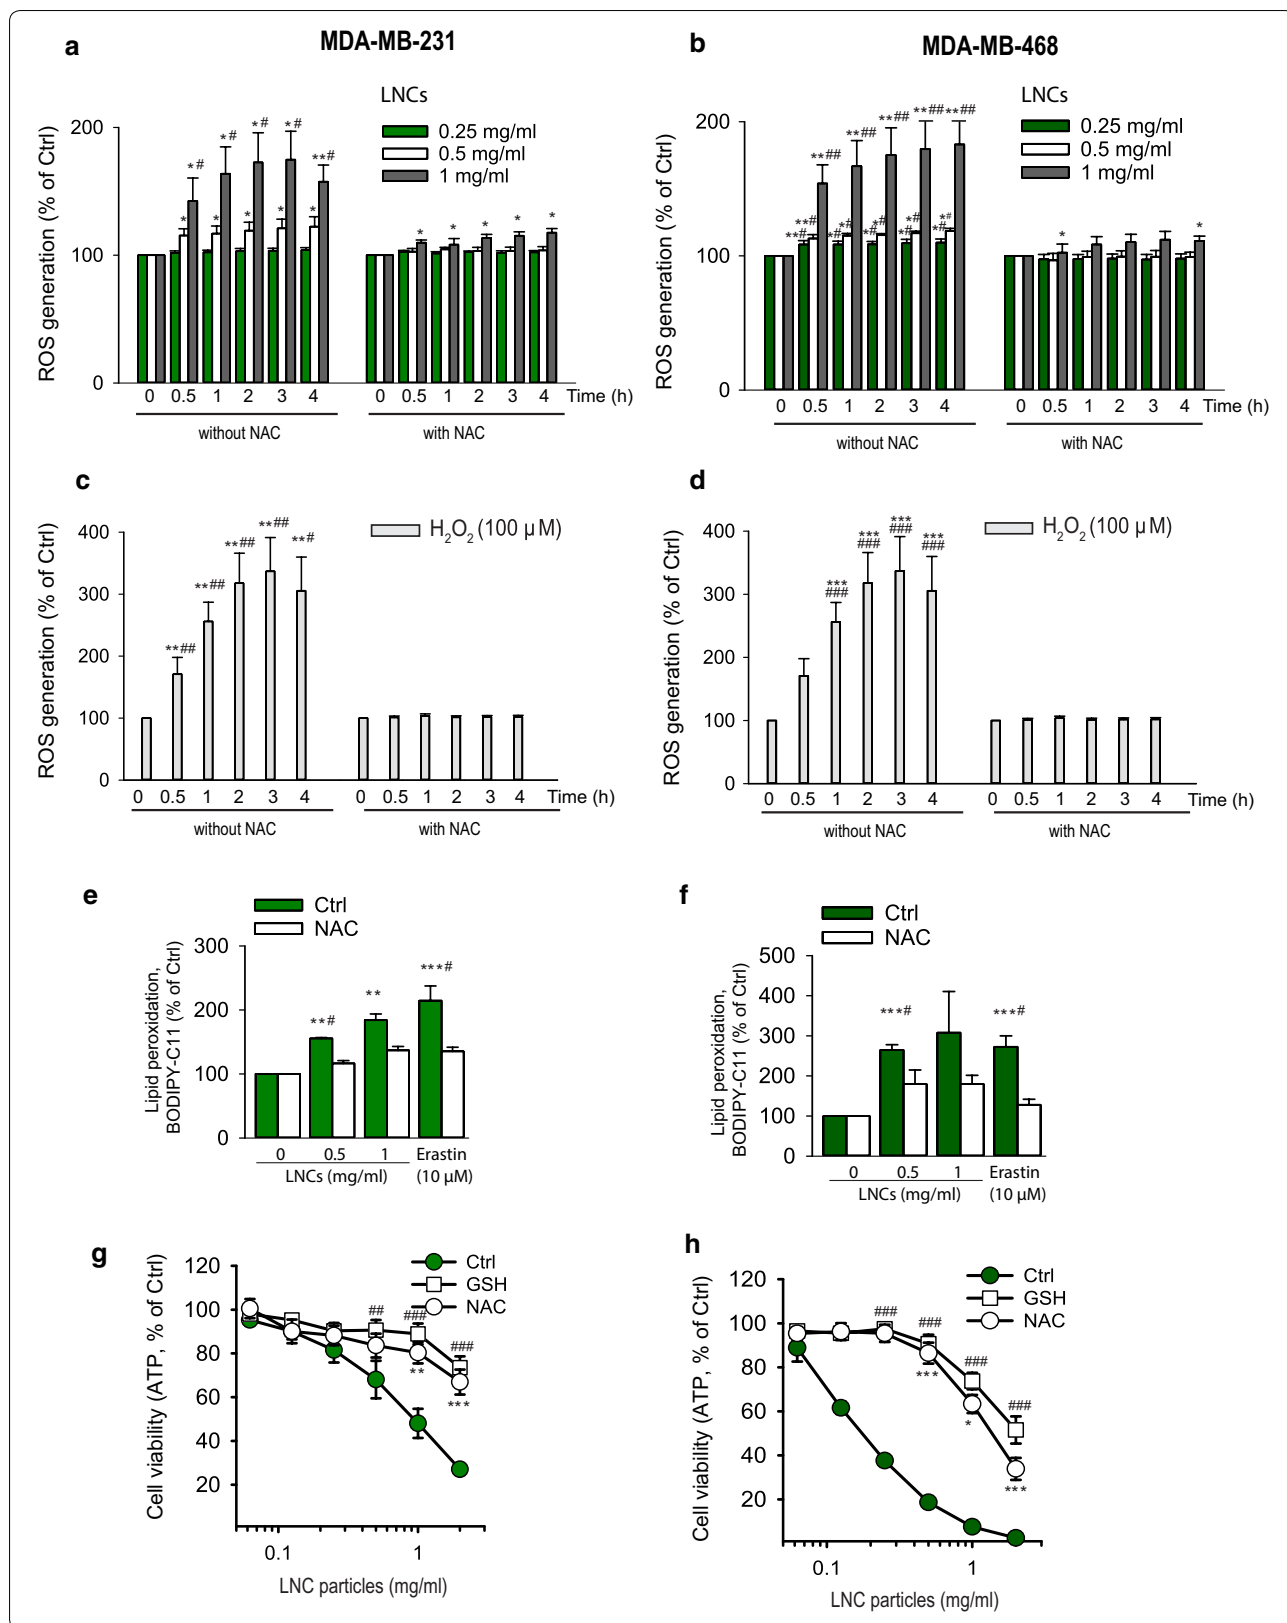 a
MDA-MB-231
LNCs
0.25 mg/ml
0.5 mg/ml
1 mg/ml
ROS generation (% of Ctrl)
200
100
0
*# *# *# *# **#
* * * * *
* * * * *
0 0.5 1 2 3 4 0 0.5 1 2 3 4 Time (h)
without NAC with NAC
b
MDA-MB-468
LNCs
0.25 mg/ml
0.5 mg/ml
1 mg/ml
ROS generation (% of Ctrl)
200
100
0
**## **## **## **## **##
**# *# *# *# *#
**# *# *# *# *#
* *
0 0.5 1 2 3 4 0 0.5 1 2 3 4 Time (h)
without NAC with NAC
c
H2O2 (100 µM)
ROS generation (% of Ctrl)
400
300
200
100
0
**## **## **## **## **#
0 0.5 1 2 3 4 0 0.5 1 2 3 4 Time (h)
without NAC with NAC
d
H2O2 (100 µM)
ROS generation (% of Ctrl)
400
300
200
100
0
*** *** *** ***
### ### ### ###
0 0.5 1 2 3 4 0 0.5 1 2 3 4 Time (h)
without NAC with NAC
e
Ctrl
NAC
Lipid peroxidation,
BODIPY-C11 (% of Ctrl)
300
200
100
0
**# ** ***#
0 0.5 1 Erastin
LNCs (mg/ml) (10 µM)
f
Ctrl
NAC
Lipid peroxidation,
BODIPY-C11 (% of Ctrl)
500
400
300
200
100
0
***# ***#
0 0.5 1 Erastin
LNCs (mg/ml) (10 µM)
g
Ctrl
GSH
NAC
Cell viability (ATP, % of Ctrl)
120
100
80
60
40
20
## ### ###
** ***
0.1 1
LNC particles (mg/ml)
h
Ctrl
GSH
NAC
Cell viability (ATP, % of Ctrl)
120
100
80
60
40
20
### ### ### ###
*** * ***
0.1 1
LNC particles (mg/ml)